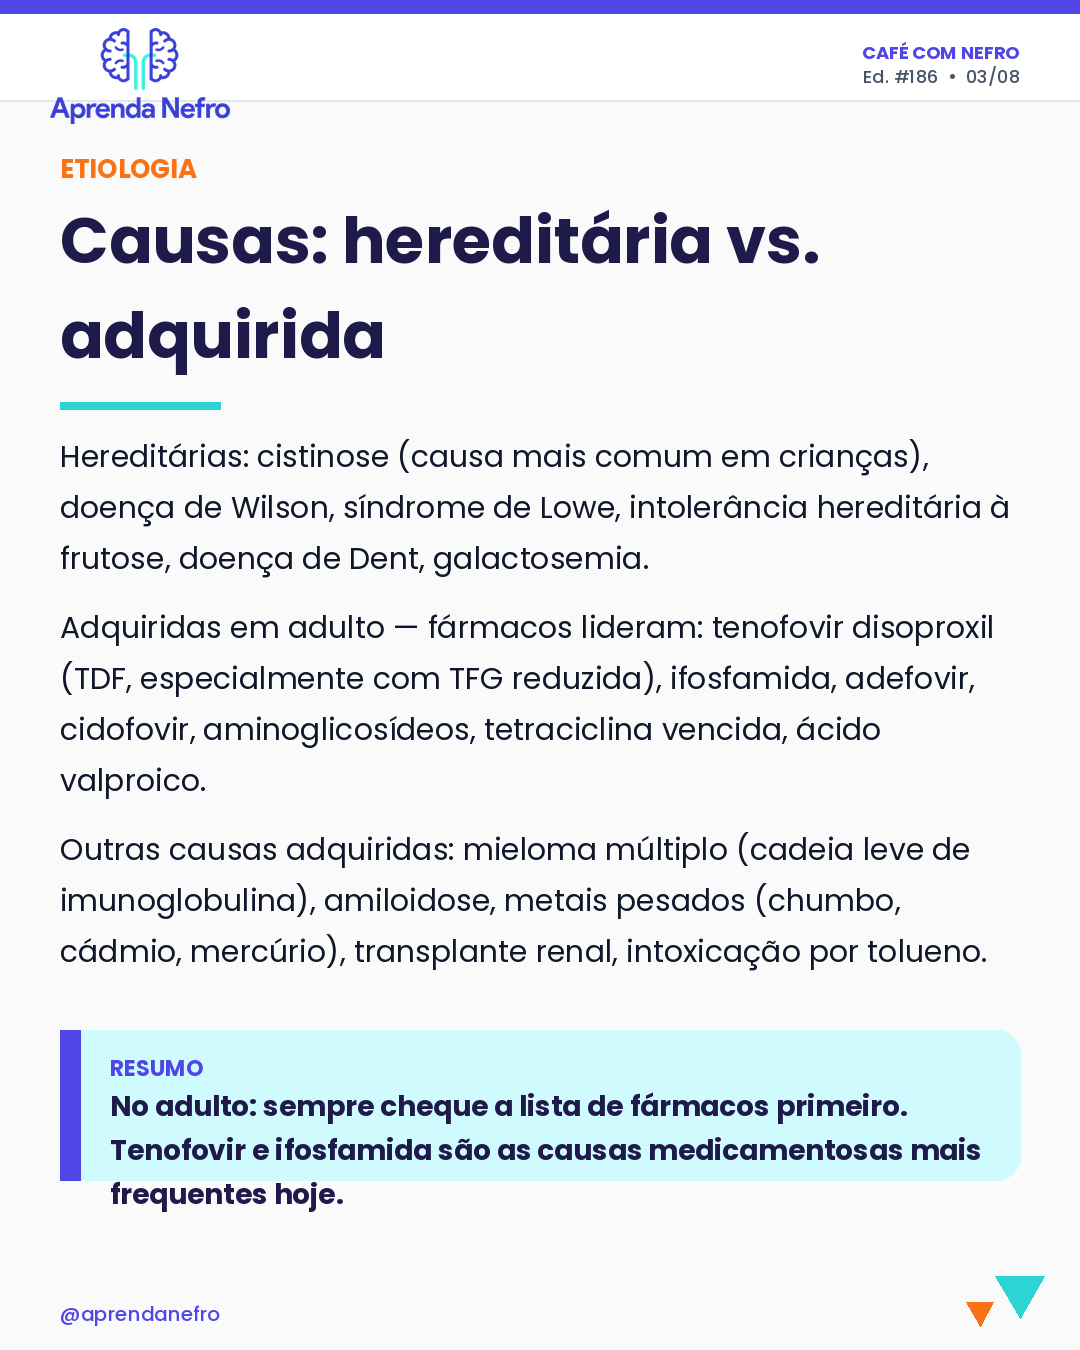 Aprenda Nefro
CAFÉ COM NEFRO
Ed. #186 • 03/08
ETIOLOGIA
Causas: hereditária vs.
adquirida
Hereditárias: cistinose (causa mais comum em crianças),
doença de Wilson, síndrome de Lowe, intolerância hereditária à
frutose, doença de Dent, galactosemia.
Adquiridas em adulto — fármacos lideram: tenofovir disoproxil
(TDF, especialmente com TFG reduzida), ifosfamida, adefovir,
cidofovir, aminoglicosídeos, tetraciclina vencida, ácido
valproico.
Outras causas adquiridas: mieloma múltiplo (cadeia leve de
imunoglobulina), amiloidose, metais pesados (chumbo,
cádmio, mercúrio), transplante renal, intoxicação por tolueno.
RESUMO
No adulto: sempre cheque a lista de fármacos primeiro.
Tenofovir e ifosfamida são as causas medicamentosas mais
frequentes hoje.
@aprendanefro